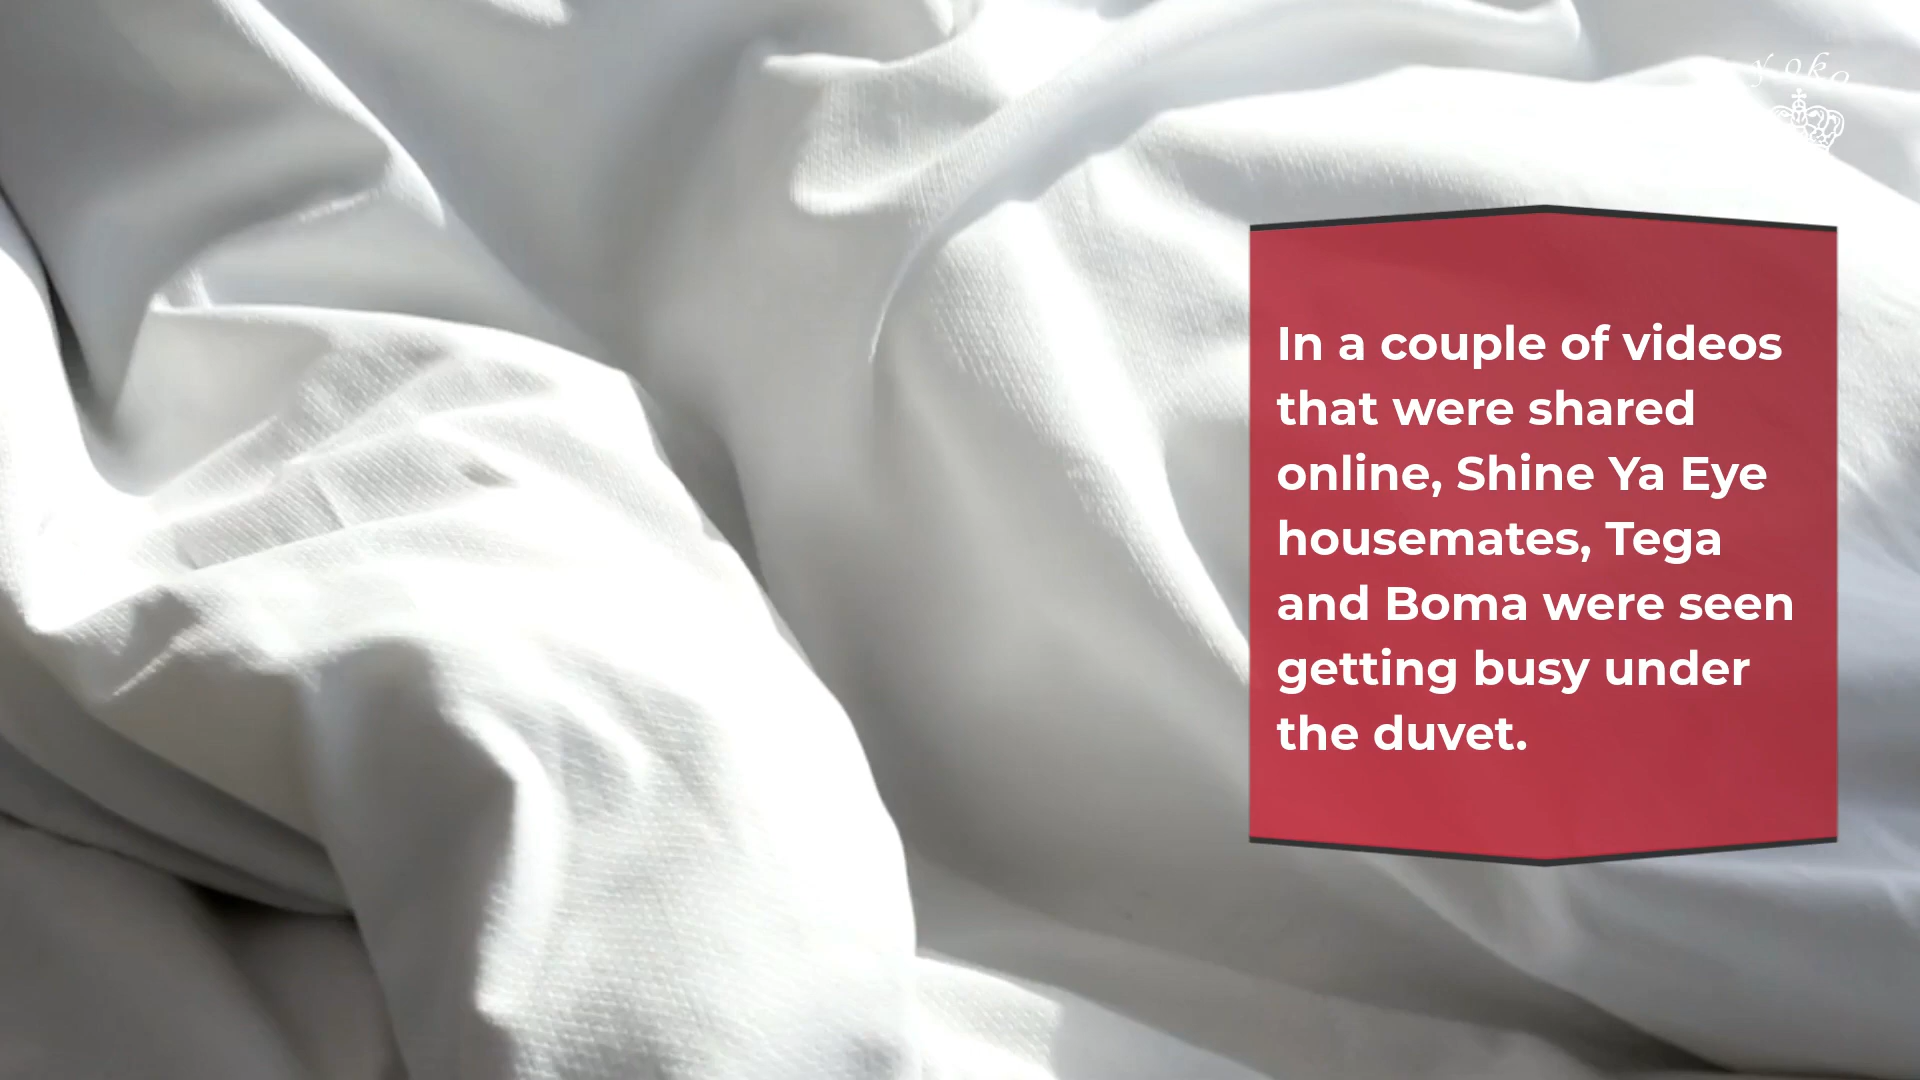 yoko
In a couple of videos
that were shared
online, Shine Ya Eye
housemates, Tega
and Boma were seen
getting busy under
the duvet.